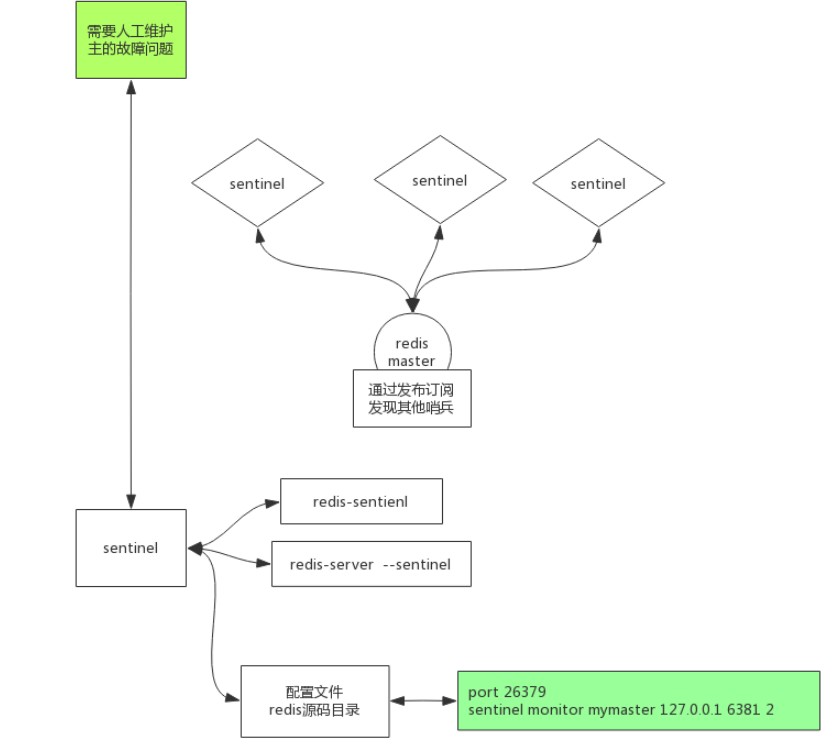 需要人工维护
主的故障问题
sentinel
sentinel
sentinel
redis
master
通过发布订阅
发现其他哨兵
redis-sentienl
sentinel
redis-server --sentinel
配置文件
redis源码目录
port 26379
sentinel monitor mymaster 127.0.0.1 6381 2